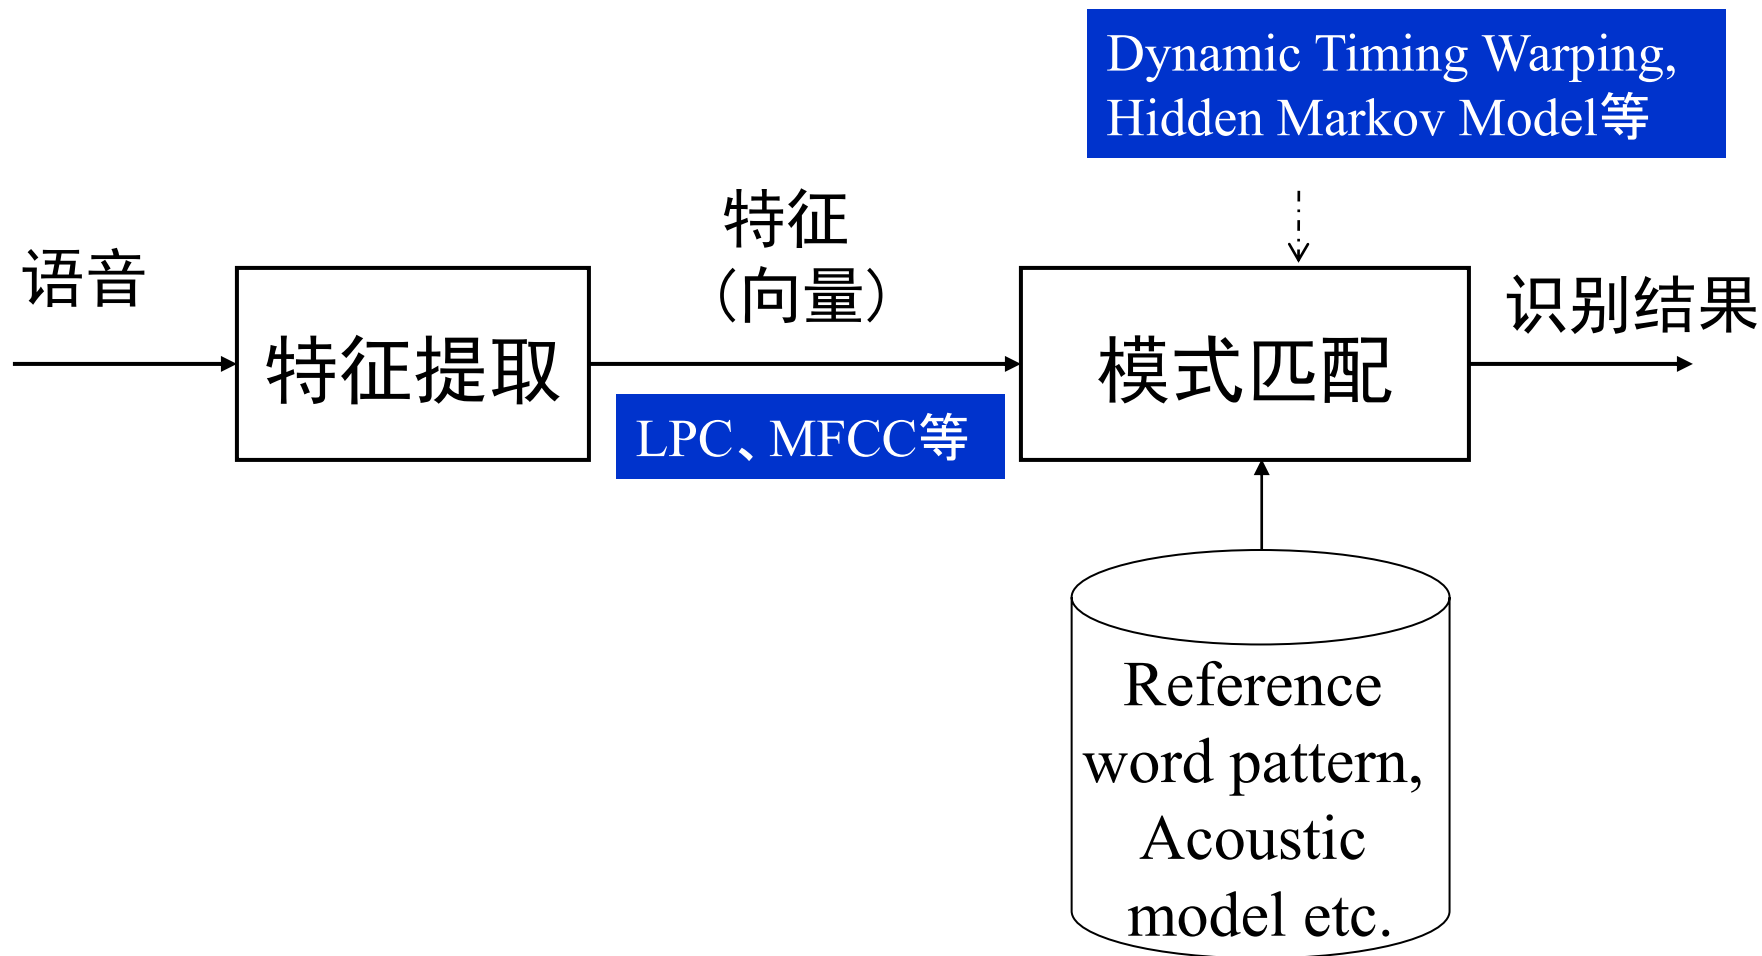 Dynamic Timing Warping,
Hidden Markov Model等
语音
特征提取
特征
（向量）
LPC、MFCC等
模式匹配
识别结果
Reference
word pattern,
Acoustic
model etc.